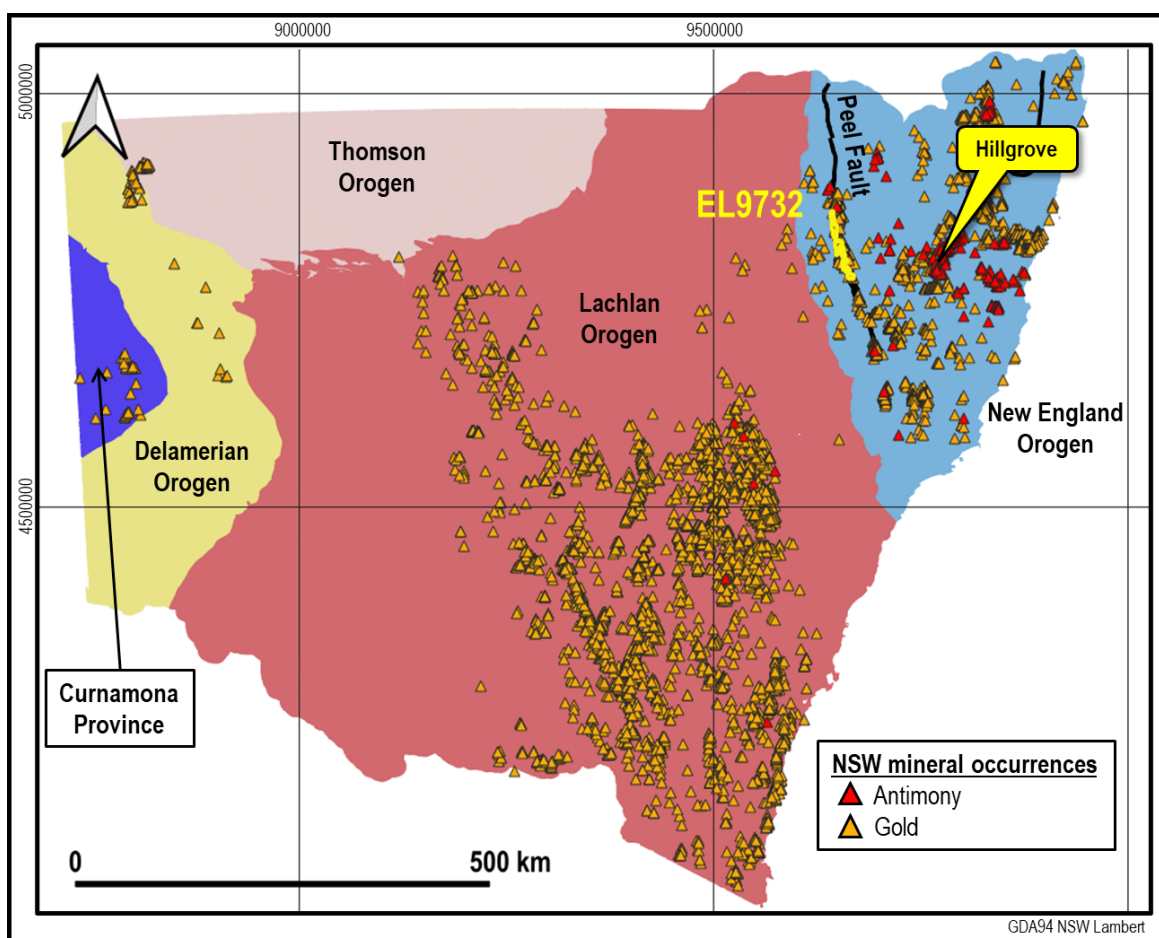 9000000
9500000
5000000
4500000
Thomson
Orogen
Peel Fault
Hillgrove
EL9732
Lachlan
Orogen
New England
Orogen
Delamerian
Orogen
Curnamona
Province
NSW mineral occurrences
Antimony
Gold
0
500 km
GDA94 NSW Lambert